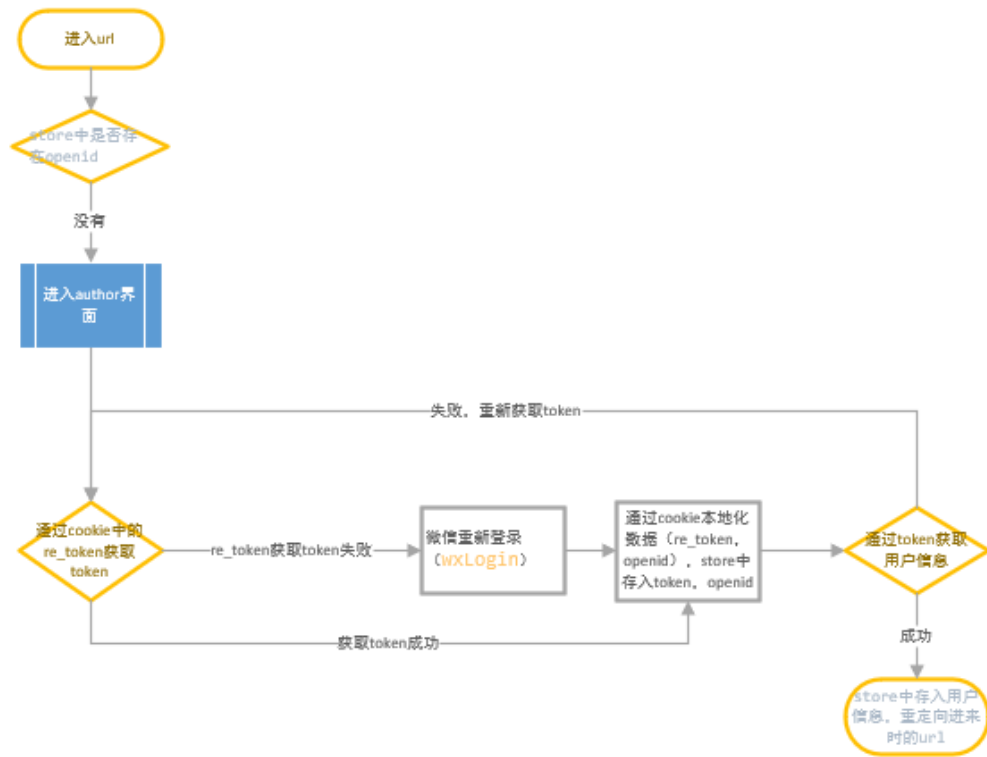 进入url
store中是否存
在openid
没有
进入author界
面
失败，重新获取token
通过cookie中的
re_token获取
token
re_token获取token失败
微信重新登录
（wxLogin）
通过cookie本地化
数据（re_token，
openid），store中
存入token，openid
通过token获取
用户信息
获取token成功
成功
store中存入用户
信息，重定向进来
时的url